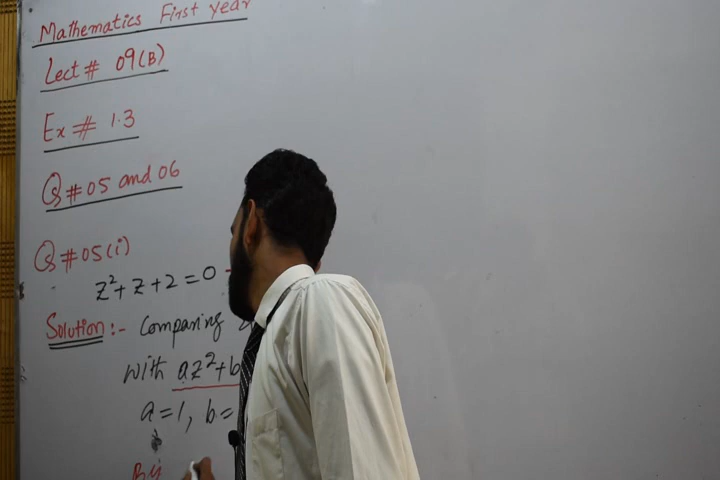 Mathematics First year
Lect # 09(B)
Ex # 1.3
Q # 05 and 06
Q # 05(i)
z²+z+2=0
Solution :- Comparing
with az²+b
a=1, b=
By